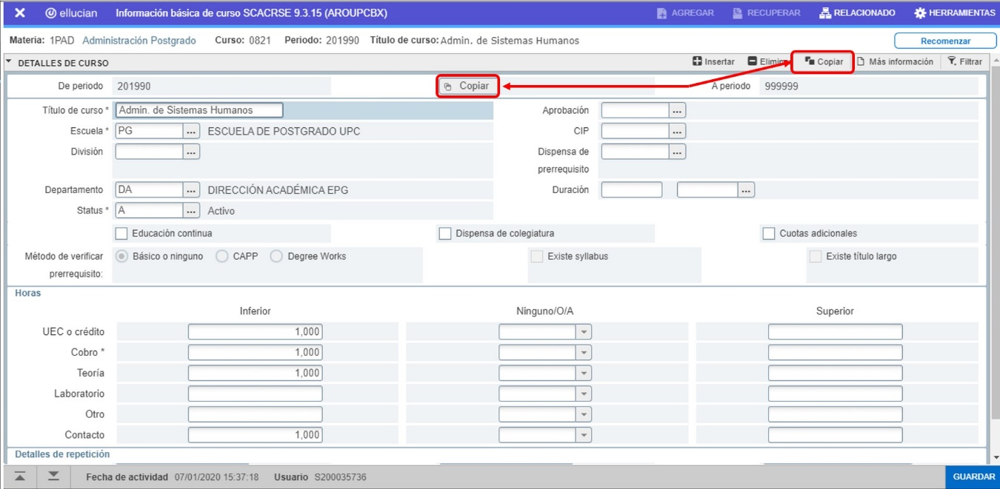 ellucian Información básica de curso SCACRSE 9.3.15 (AROUPCBX) AGREGAR RECUPERAR RELACIONADO HERRAMIENTAS
Materia: 1PAD Administración Postgrado Curso: 0821 Periodo: 201990 Título de curso: Admin. de Sistemas Humanos Recomenzar
DETALLES DE CURSO Insertar Copiar Más información Filtrar
De periodo 201990 Copiar A periodo 999999
Título de curso * Admin. de Sistemas Humanos Aprobación ...
Escuela * PG ... ESCUELA DE POSTGRADO UPC CIP ...
División ... Dispensa de
prerrequisito ...
Departamento DA ... DIRECCIÓN ACADÉMICA EPG Duración ...
Status * A ... Activo
Educación continua Dispensa de colegiatura Cuotas adicionales
Método de verificar
prerrequisito: Básico o ninguno CAPP Degree Works Existe syllabus Existe título largo
Horas
Inferior Ninguno/O/A Superior
UEC o crédito 1,000
Cobro * 1,000
Teoría 1,000
Laboratorio
Otro
Contacto 1,000
Detalles de repetición
Fecha de actividad 07/01/2020 15:37:18 Usuario S200035736 GUARDAR